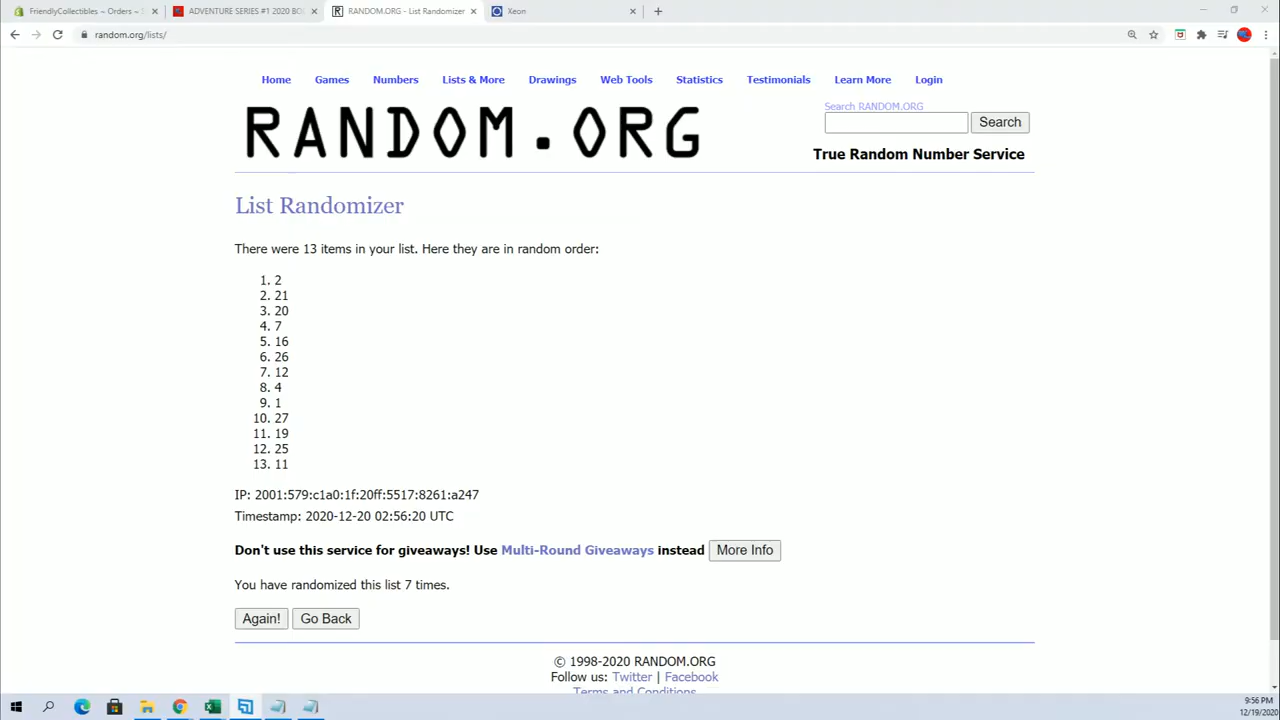 FriendlyCollectibles ~ Orders ~ S
ADVENTURE SERIES #1 2020 BO
RANDOM.ORG - List Randomizer
Xeon
random.org/lists/
Home Games Numbers Lists & More Drawings Web Tools Statistics Testimonials Learn More Login
RANDOM.ORG
Search RANDOM.ORG
Search
True Random Number Service
List Randomizer
There were 13 items in your list. Here they are in random order:
1. 2
2. 21
3. 20
4. 7
5. 16
6. 26
7. 12
8. 4
9. 1
10. 27
11. 19
12. 25
13. 11
IP: 2001:579:c1a0:1f:20ff:5517:8261:a247
Timestamp: 2020-12-20 02:56:20 UTC
Don't use this service for giveaways! Use Multi-Round Giveaways instead More Info
You have randomized this list 7 times.
Again! Go Back
© 1998-2020 RANDOM.ORG
Follow us: Twitter | Facebook
Terms and Conditions
9:56 PM
12/19/2020